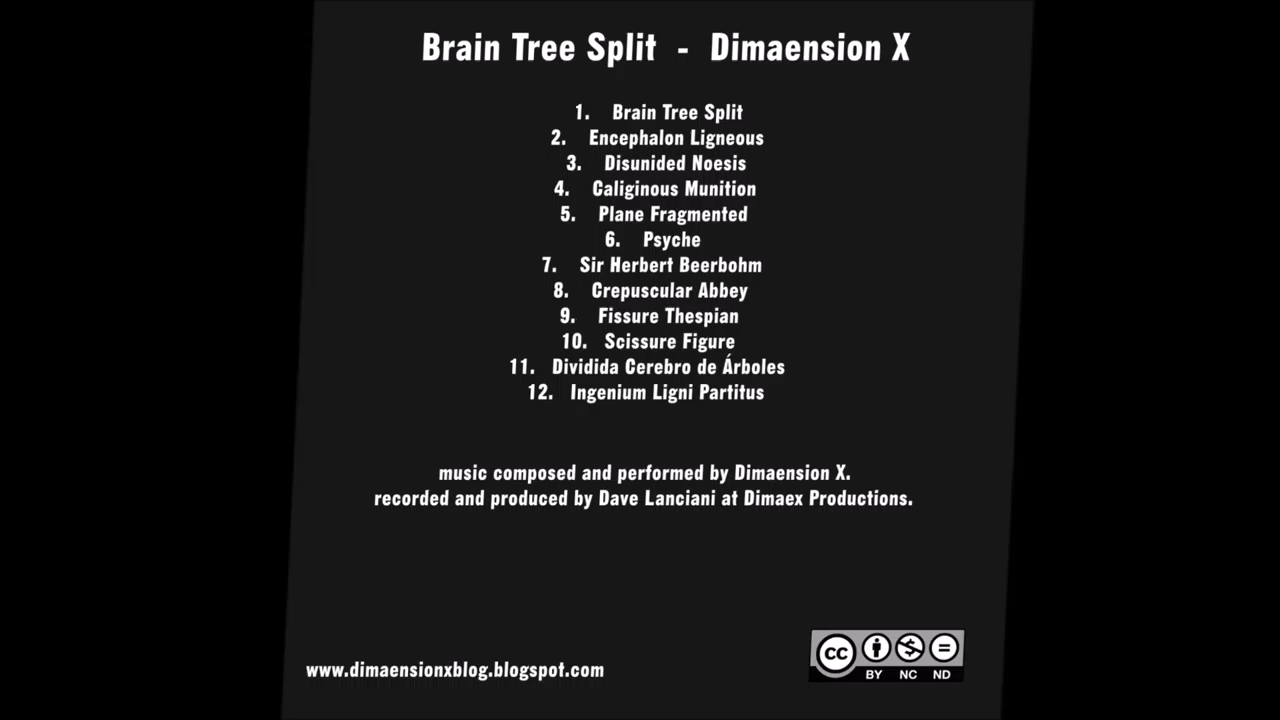 Brain Tree Split - Dimaension X
1. Brain Tree Split
2. Encephalon Ligneous
3. Disunided Noesis
4. Caliginous Munition
5. Plane Fragmented
6. Psyche
7. Sir Herbert Beerbohm
8. Crepuscular Abbey
9. Fissure Thespian
10. Scissure Figure
11. Dividida Cerebro de Árboles
12. Ingenium Ligni Partitus
music composed and performed by Dimaension X.
recorded and produced by Dave Lanciani at Dimaex Productions.
www.dimaensionxblog.blogspot.com
CC
BY NC ND